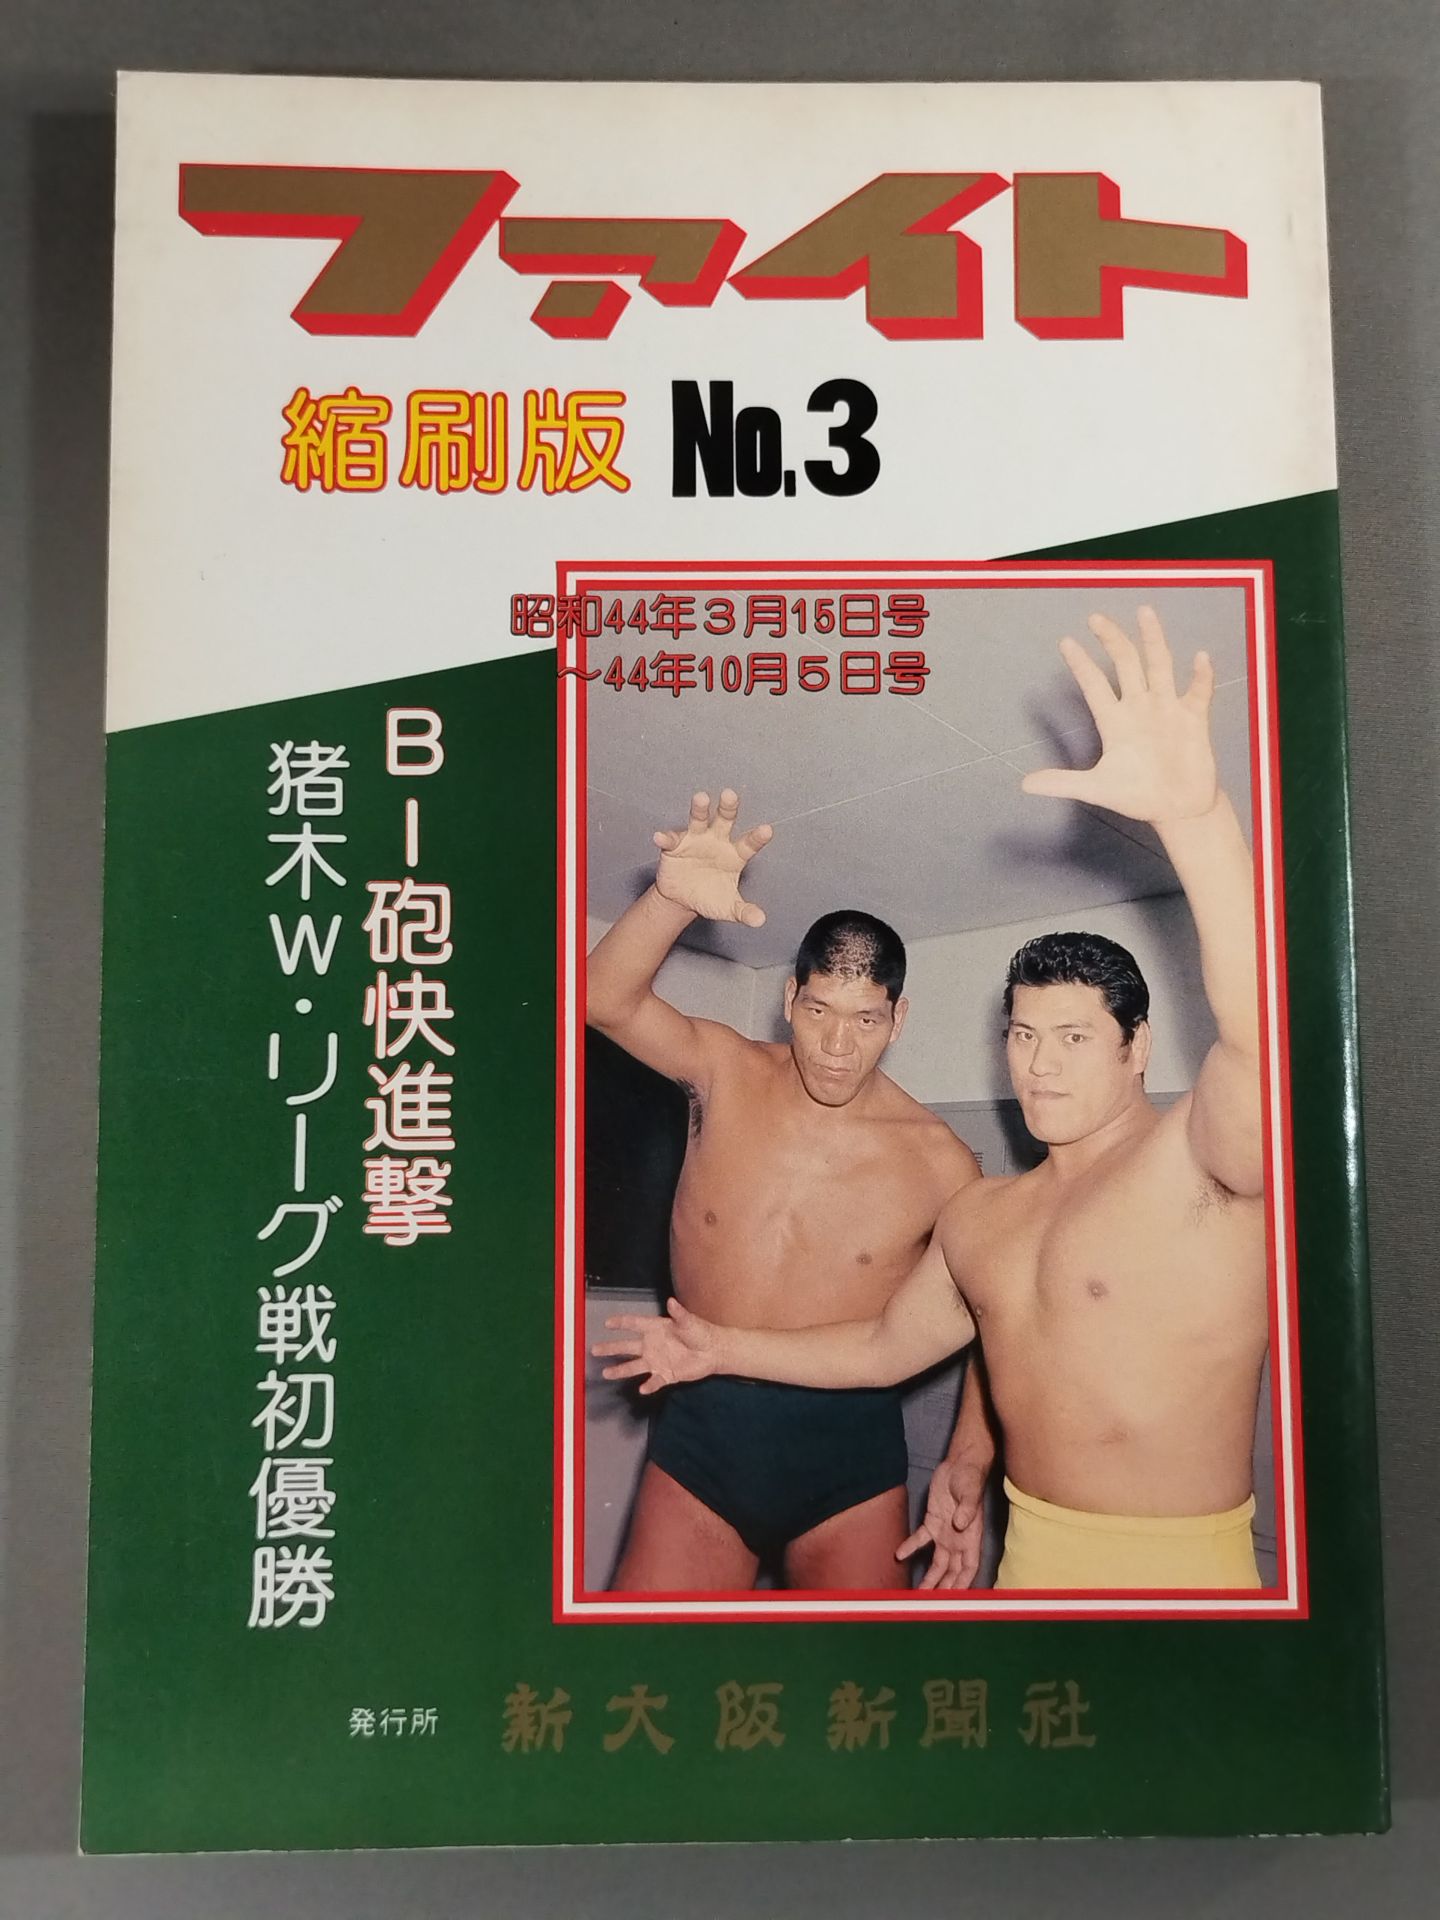 ファイト
縮刷版 No.3
昭和44年3月15日号
～44年10月5日号
B-I砲快進撃
猪木W・リーグ戦初優勝
発行所 新大阪新聞社